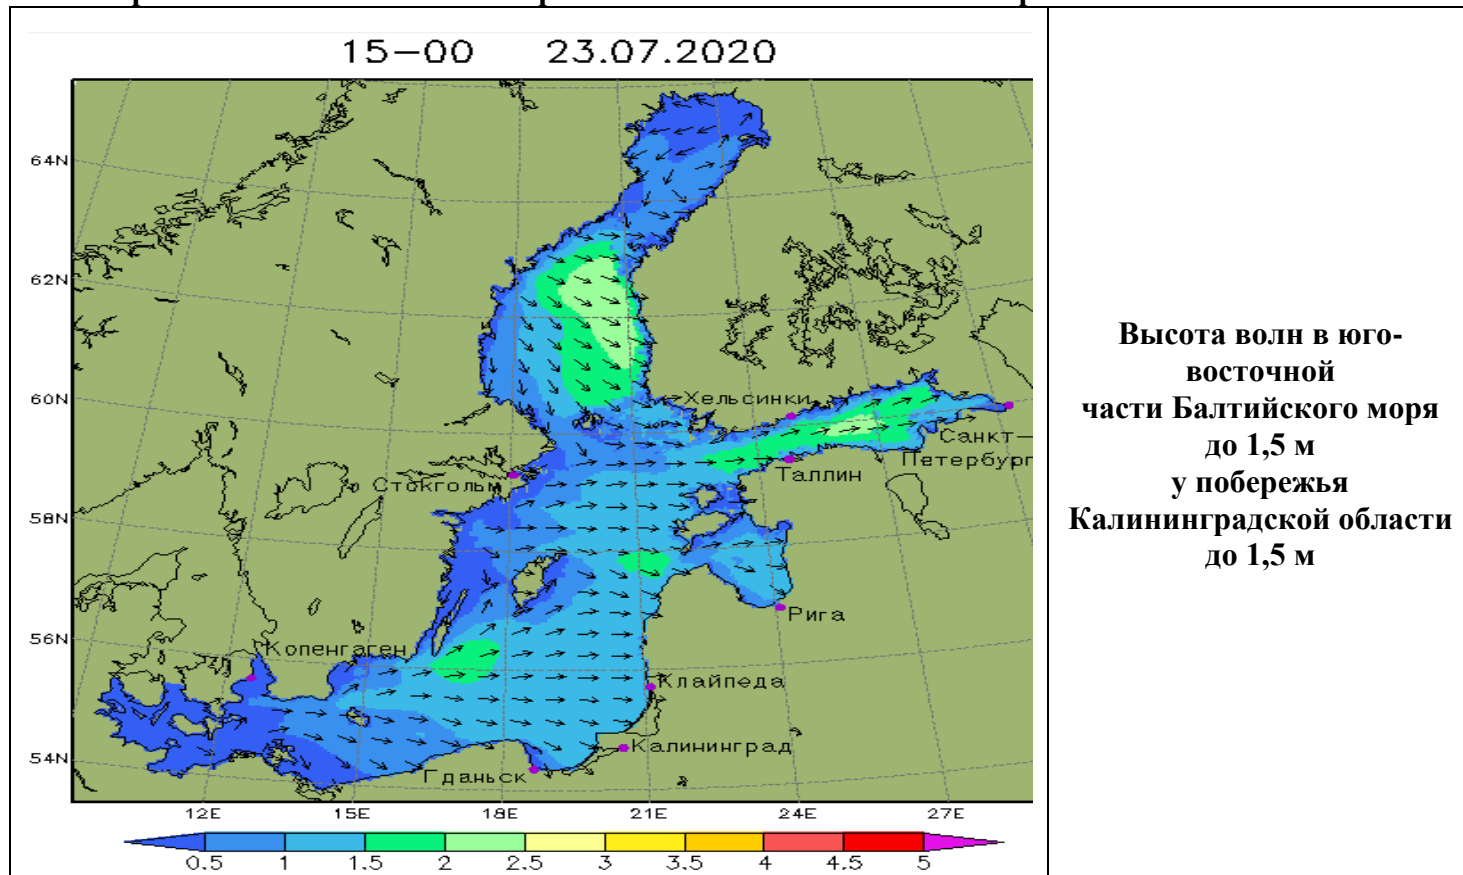 15-00 23.07.2020
64N
62N
60N
58N
56N
54N
Хельсинки
Санкт-
Петербург
Таллин
Стокгольм
Рига
Копенгаген
Клайпеда
Калининград
Гданьск
12E 15E 18E 21E 24E 27E
0.5 1 1.5 2 2.5 3 3.5 4 4.5 5
Высота волн в юго-
восточной
части Балтийского моря
до 1,5 м
у побережья
Калининградской области
до 1,5 м